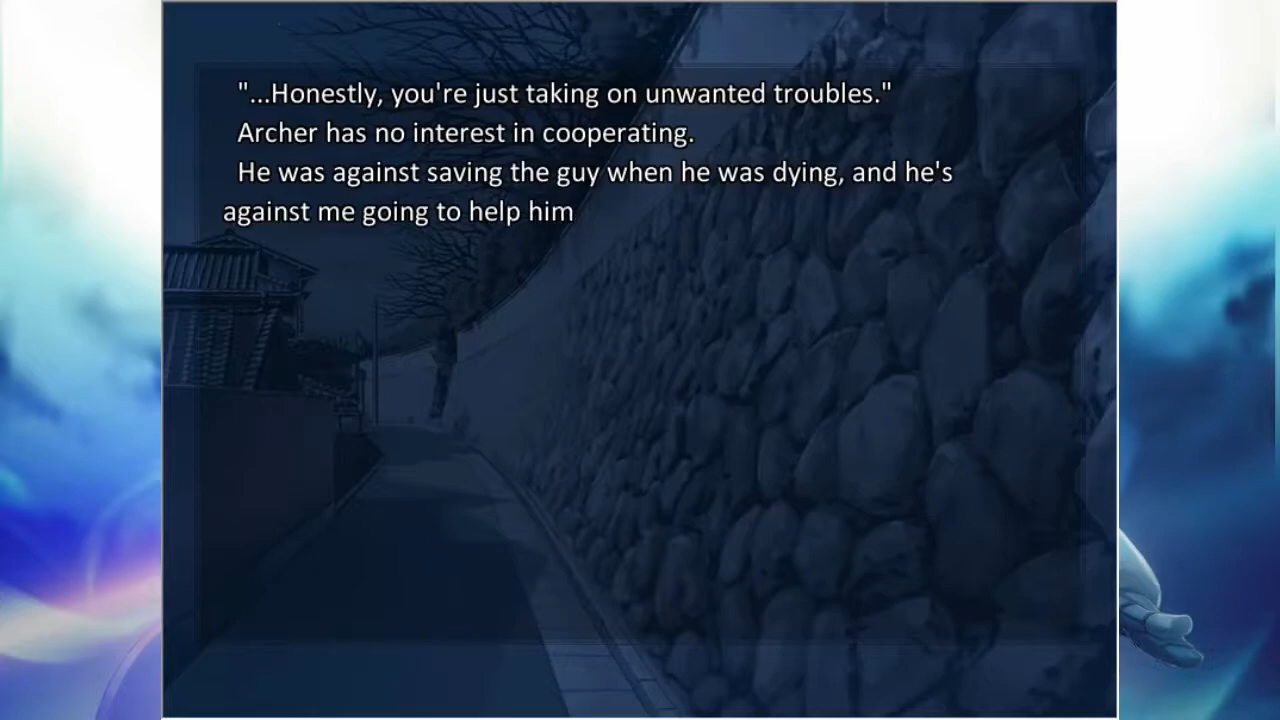 "...Honestly, you're just taking on unwanted troubles."
Archer has no interest in cooperating.
He was against saving the guy when he was dying, and he's
against me going to help him